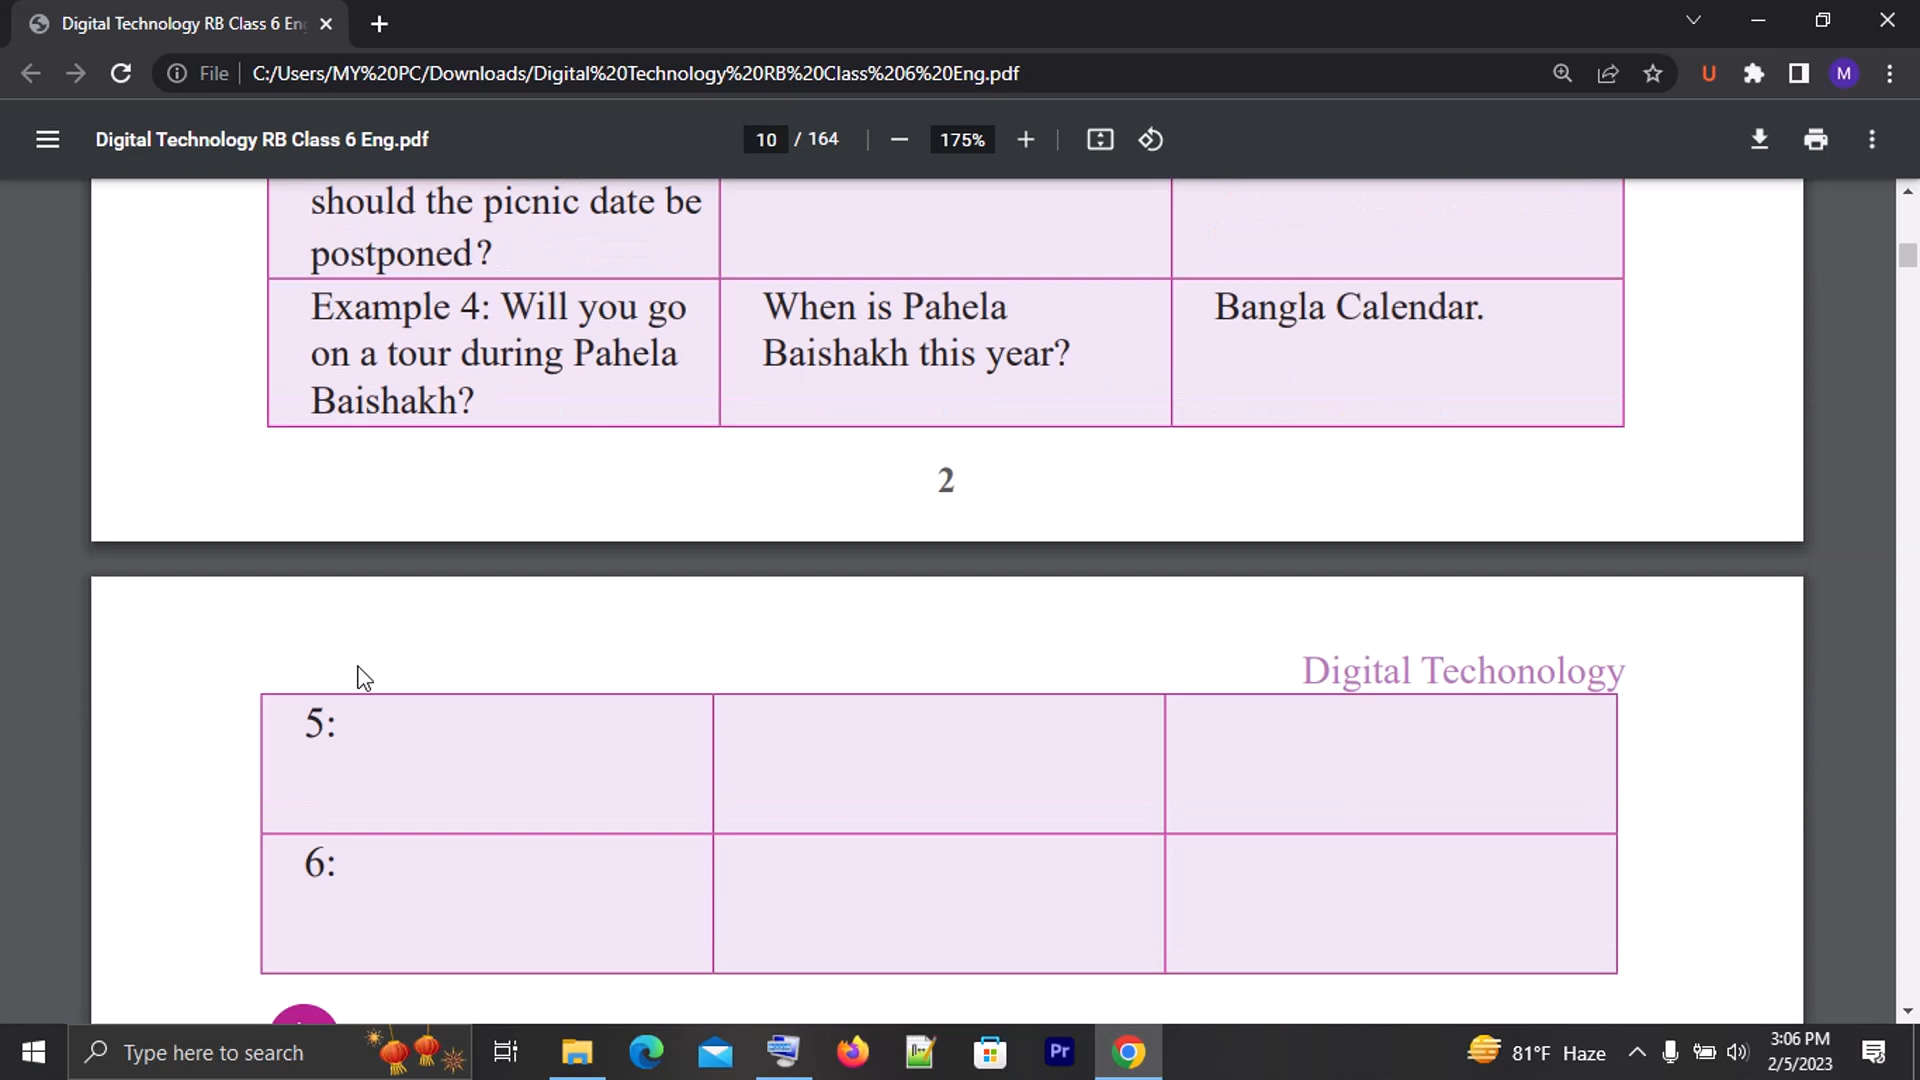 Digital Technology RB Class 6 En
File
C:/Users/MY%20PC/Downloads/Digital%20Technology%20RB%20Class%206%20Eng.pdf
U
M
Digital Technology RB Class 6 Eng.pdf
10 / 164
175%
should the picnic date be
postponed?
Example 4: Will you go
on a tour during Pahela
Baishakh?
When is Pahela
Baishakh this year?
Bangla Calendar.
2
Digital Techonology
5:
6:
Type here to search
Pr
81°F Haze
3:06 PM
2/5/2023